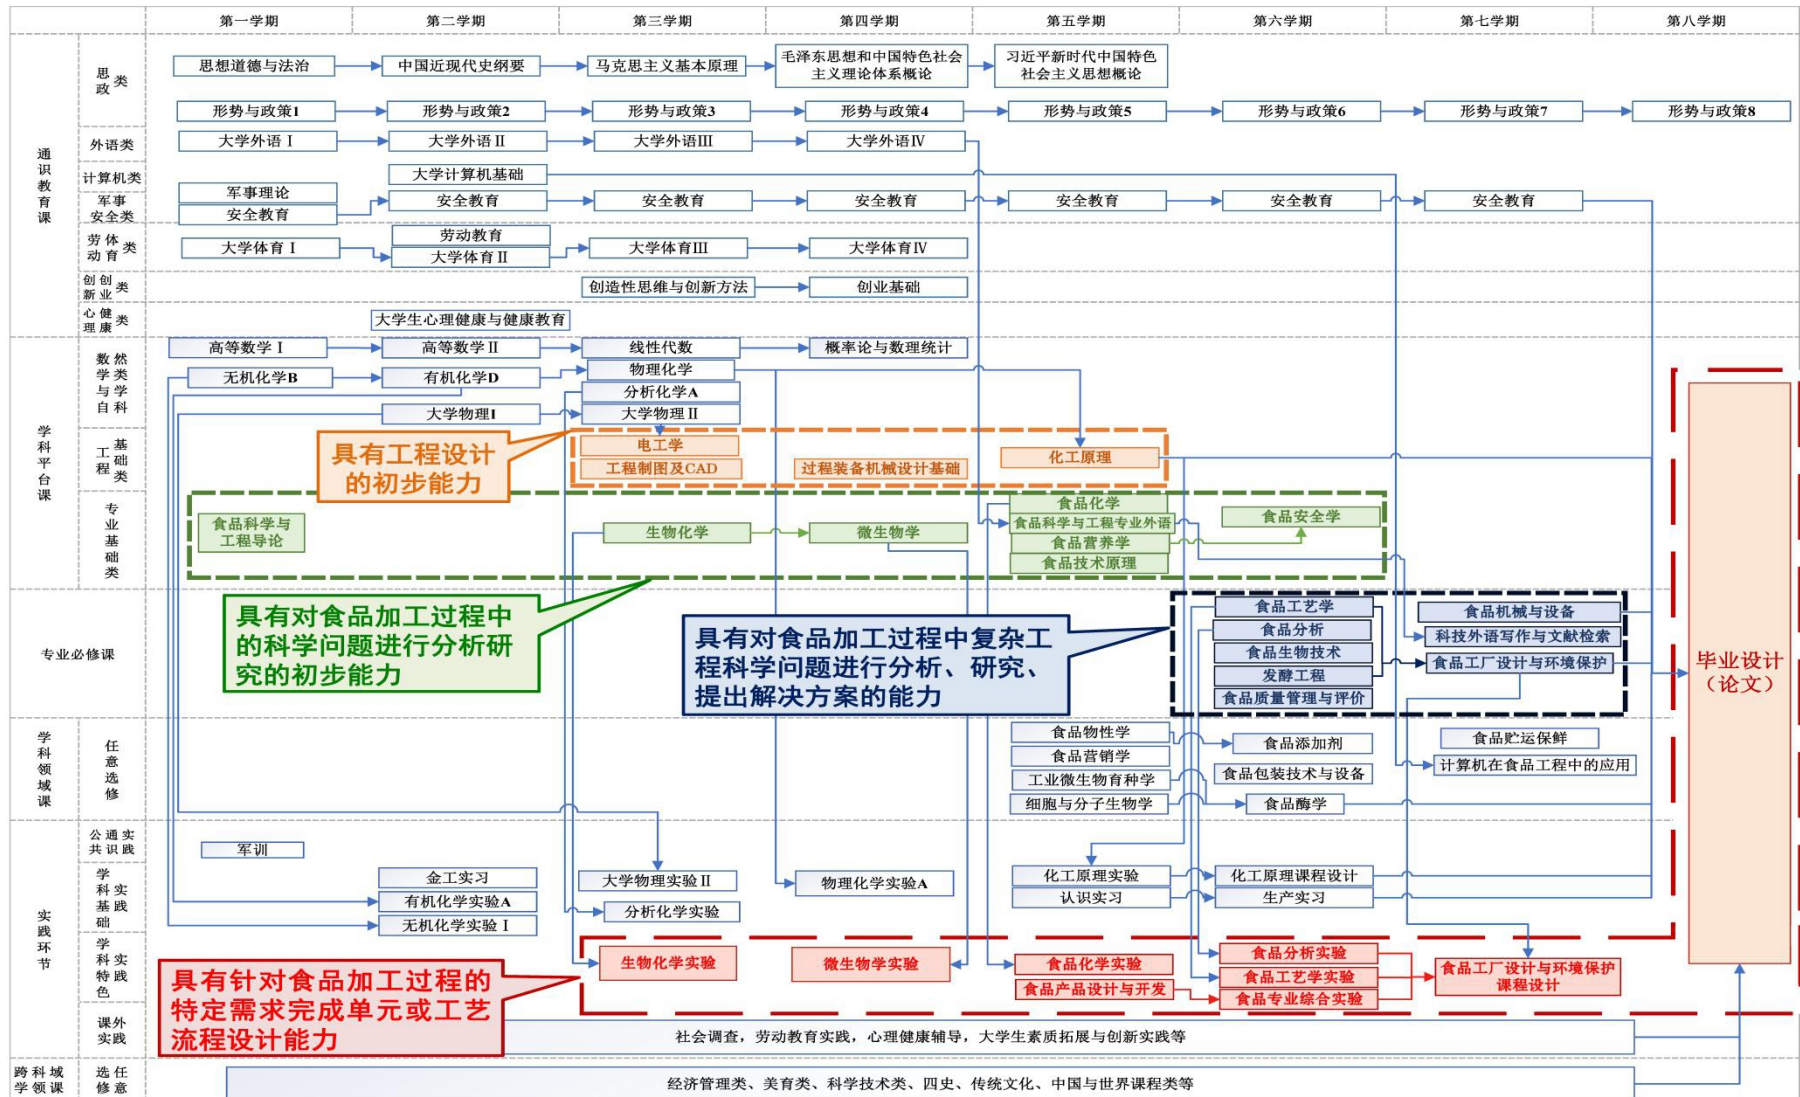 第一学期
第二学期
第三学期
第四学期
第五学期
第六学期
第七学期
第八学期
通识教育课
思政类
思想道德与法治
中国近现代史纲要
马克思主义基本原理
毛泽东思想和中国特色社会
主义理论体系概论
习近平新时代中国特色
社会主义思想概论
形势与政策1
形势与政策2
形势与政策3
形势与政策4
形势与政策5
形势与政策6
形势与政策7
形势与政策8
外语类
大学外语Ⅰ
大学外语Ⅱ
大学外语Ⅲ
大学外语Ⅳ
计算机类
大学计算机基础
军事
安全类
军事理论
安全教育
安全教育
安全教育
安全教育
安全教育
安全教育
安全教育
劳动体育类
大学体育Ⅰ
劳动教育
大学体育Ⅱ
大学体育Ⅲ
大学体育Ⅳ
创新创业类
创造性思维与创新方法
创业基础
心理健康类
大学生心理健康与健康教育
学科平台课
数学与自然科学类
高等数学Ⅰ
高等数学Ⅱ
线性代数
概率论与数理统计
无机化学B
有机化学D
物理化学
分析化学A
大学物理I
大学物理Ⅱ
工程基础类
电工学
工程制图及CAD
过程装备机械设计基础
化工原理
具有工程设计
的初步能力
专业基础类
食品科学与
工程导论
生物化学
微生物学
食品化学
食品科学与工程专业外语
食品营养学
食品技术原理
食品安全学
具有对食品加工过程中
的科学问题进行分析研
究的初步能力
专业必修课
具有对食品加工过程中复杂工
程科学问题进行分析、研究、
提出解决方案的能力
食品工艺学
食品分析
食品生物技术
发酵工程
食品质量管理与评价
食品机械与设备
科技外语写作与文献检索
食品工厂设计与环境保护
毕业设计
（论文）
学科领域课
任意选修
食品物性学
食品营销学
工业微生物育种学
细胞与分子生物学
食品添加剂
食品包装技术与设备
食品酶学
食品贮运保鲜
计算机在食品工程中的应用
实践环节
公共通识实践
军训
学科基础实践
金工实习
有机化学实验A
无机化学实验Ⅰ
大学物理实验Ⅱ
分析化学实验
物理化学实验A
化工原理实验
认识实习
化工原理课程设计
生产实习
学科特色实践
生物化学实验
微生物学实验
食品化学实验
食品产品设计与开发
食品分析实验
食品工艺学实验
食品专业综合实验
食品工厂设计与环境保护
课程设计
具有针对食品加工过程的
特定需求完成单元或工艺
流程设计能力
课外
实践
社会调查，劳动教育实践，心理健康辅导，大学生素质拓展与创新实践等
跨学科领域课
任意选修
经济管理类、美育类、科学技术类、四史、传统文化、中国与世界课程类等